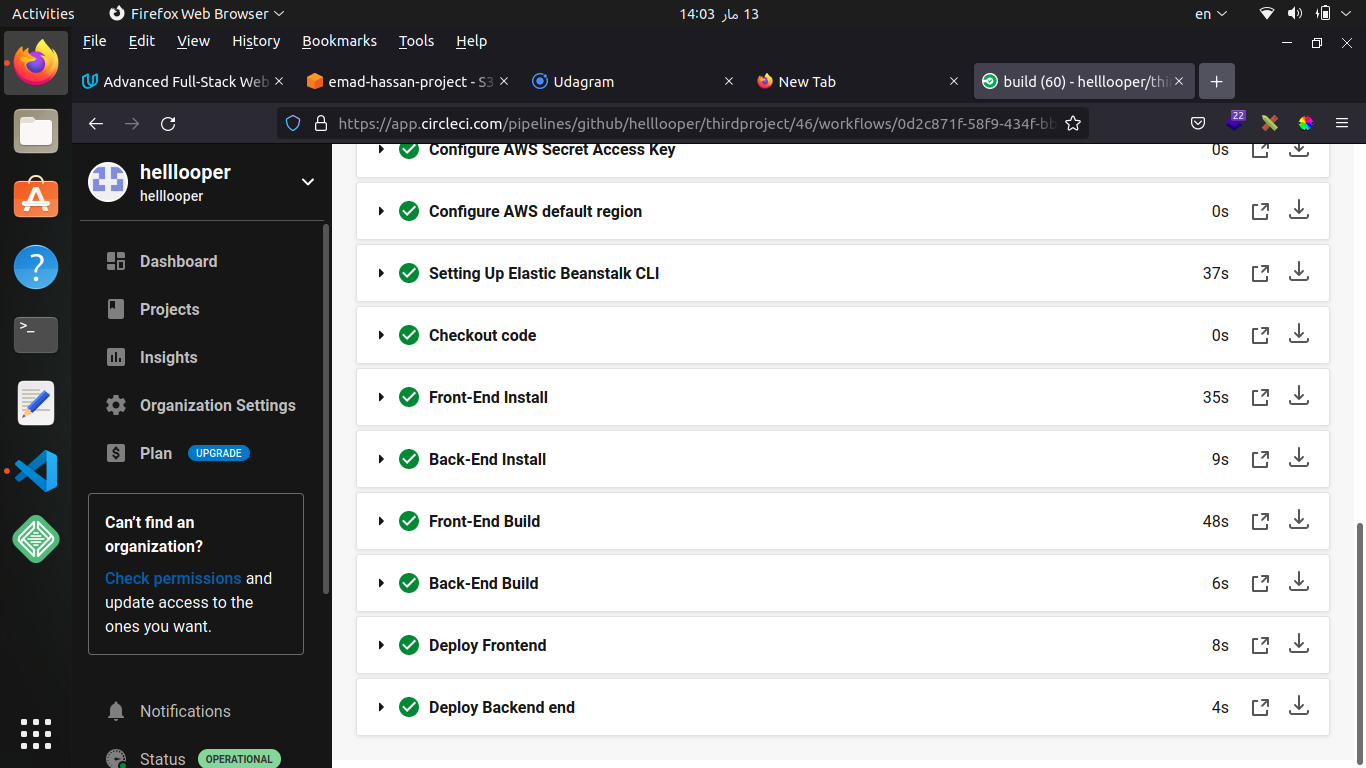 Activities Firefox Web Browser 13 مار 14:03 en
File Edit View History Bookmarks Tools Help
Advanced Full-Stack Web emad-hassan-project - S3 Udagram New Tab build (60) - helllooper/thi
https://app.circleci.com/pipelines/github/helllooper/thirdproject/46/workflows/0d2c871f-58f9-434f-bb 22
helllooper
helllooper
Dashboard
Projects
Insights
Organization Settings
Plan UPGRADE
Can't find an
organization?
Check permissions and
update access to the
ones you want.
Notifications
Status OPERATIONAL
Configure AWS Secret Access Key 0s
Configure AWS default region 0s
Setting Up Elastic Beanstalk CLI 37s
Checkout code 0s
Front-End Install 35s
Back-End Install 9s
Front-End Build 48s
Back-End Build 6s
Deploy Frontend 8s
Deploy Backend end 4s